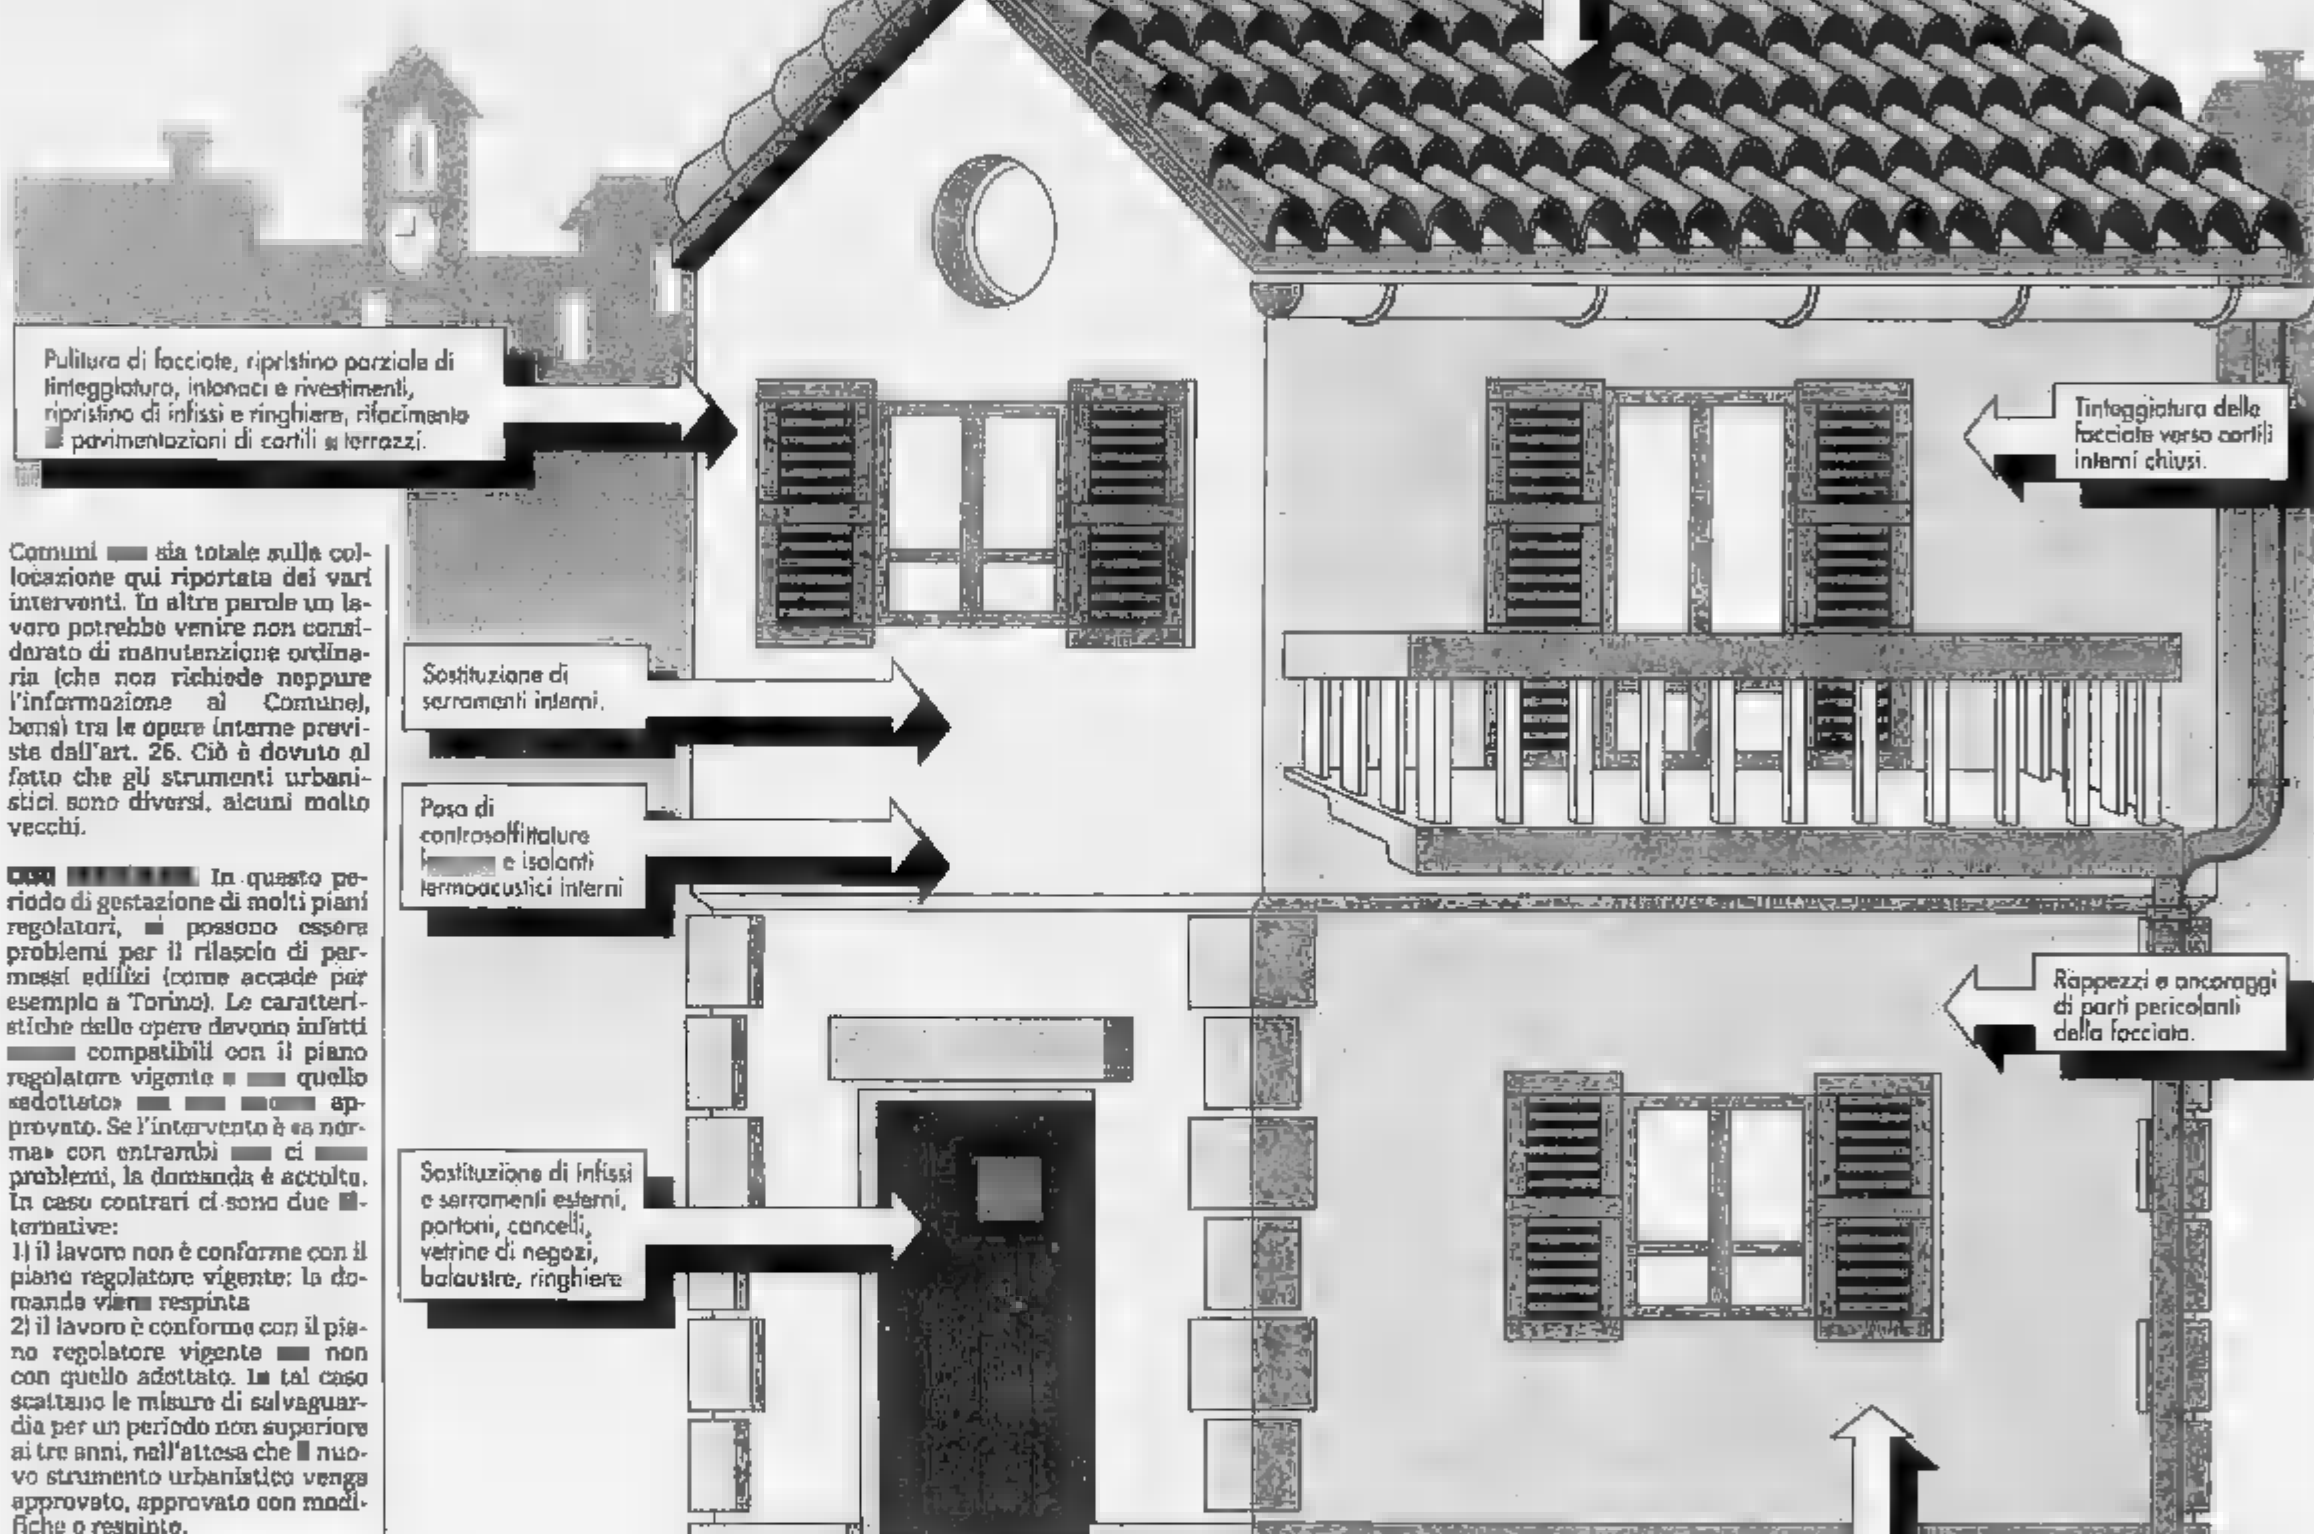 Pulitura di facciate, ripristino parziale di
tinteggiatura, intonaci e rivestimenti,
ripristino di infissi e ringhiere, rifacimento
pavimentazioni di cortili terrazzi.
Tinteggiatura delle
facciate verso cortili
interni chiusi.
Sostituzione di
serramenti interni.
Posa di
controsoffittature
e isolanti
termoacustici interni
Rappezzi e ancoraggi
di parti pericolanti
della facciata.
Sostituzione di infissi
e serramenti esterni,
portoni, cancelli,
vetrine di negozi,
balaustre, ringhiere
Comuni sia totale sulla col-
locazione qui riportata dei vari
interventi. In altre parole un la-
voro potrebbe venire non consi-
derato di manutenzione ordina-
ria (che non richiede neppure
l'informazione al Comune),
bensì tra le opere interne previ-
ste dall'art. 26. Ciò è dovuto al
fatto che gli strumenti urbani-
stici sono diversi, alcuni molto
vecchi.
In questo pe-
riodo di gestazione di molti piani
regolatori, possono essere
problemi per il rilascio di per-
messi edilizi (come accade per
esempio a Torino). Le caratteri-
stiche delle opere devono infatti
compatibili con il piano
regolatore vigente quello
«adottato» ap-
provato. Se l'intervento è «a nor-
ma» con entrambi ci
problemi, la domanda è accolta.
In caso contrari ci sono due
ternative:
1) il lavoro non è conforme con il
piano regolatore vigente: la do-
manda viene respinta
2) il lavoro è conforme con il pia-
no regolatore vigente non
con quello adottato. In tal caso
scattano le misure di salvaguar-
dia per un periodo non superiore
ai tre anni, nell'attesa che nuo-
vo strumento urbanistico venga
approvato, approvato con modi-
fiche o respinto.